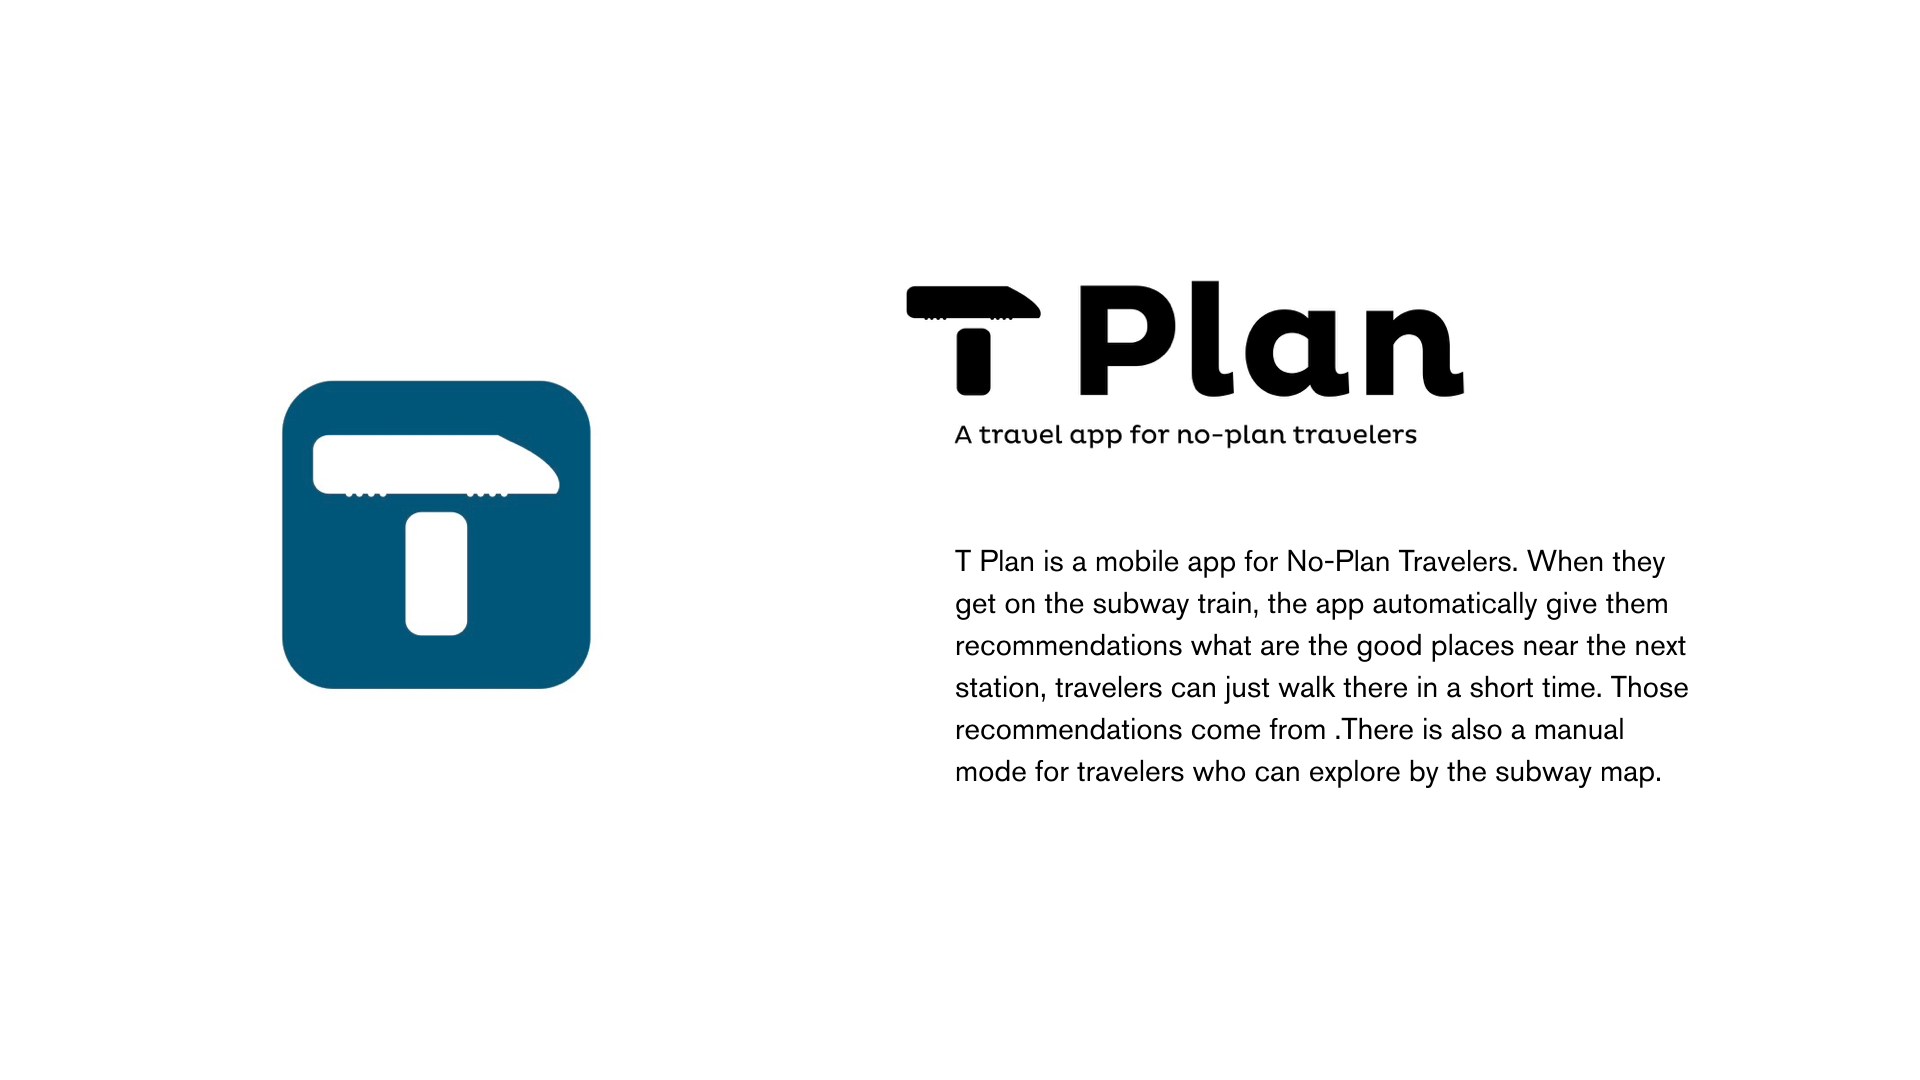 T Plan
A travel app for no-plan travelers
T Plan is a mobile app for No-Plan Travelers. When they
get on the subway train, the app automatically give them
recommendations what are the good places near the next
station, travelers can just walk there in a short time. Those
recommendations come from .There is also a manual
mode for travelers who can explore by the subway map.